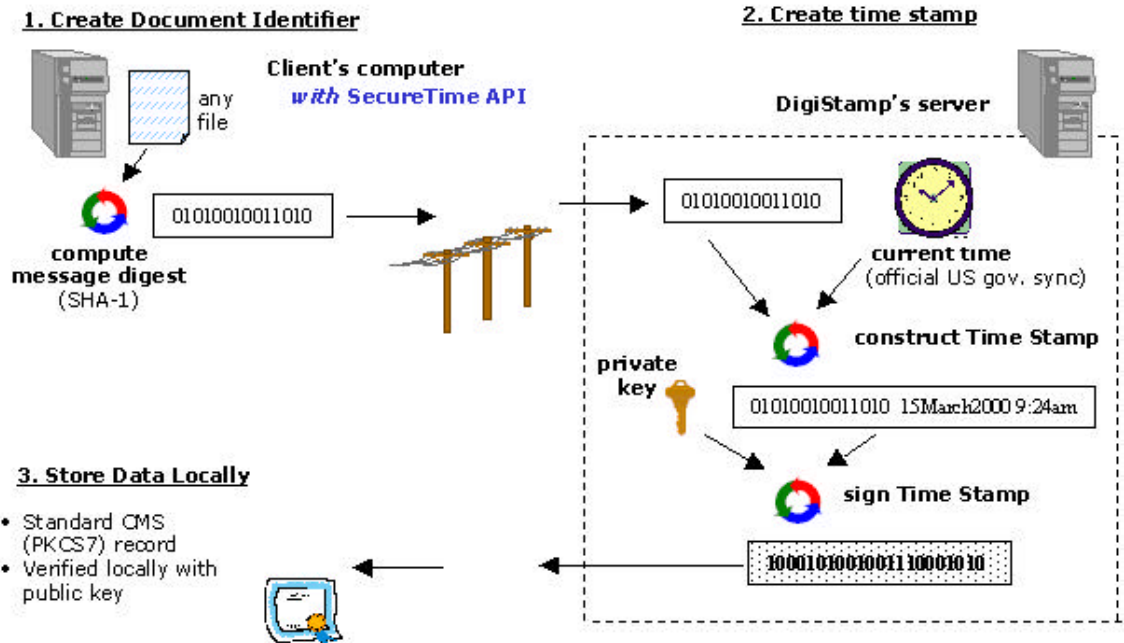 1. Create Document Identifier
Client's computer
with SecureTime API
any
file
01010010011010
compute
message digest
(SHA-1)
2. Create time stamp
DigiStamp's server
01010010011010
current time
(official US gov. sync)
construct Time Stamp
private
key
01010010011010 15March2000 9:24am
sign Time Stamp
1000101001001110001010
3. Store Data Locally
• Standard CMS
(PKCS7) record
• Verified locally with
public key